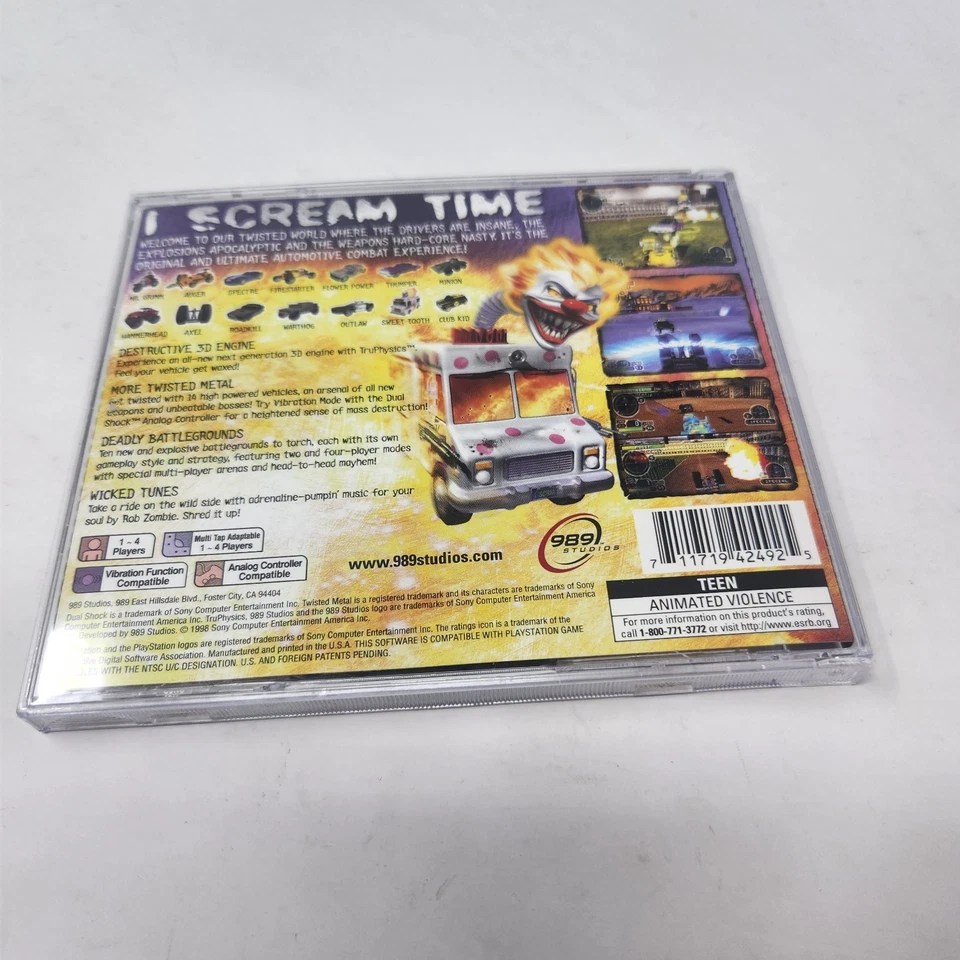 I SCREAM TIME
WELCOME TO OUR TWISTED WORLD WHERE THE DRIVERS ARE INSANE, THE
EXPLOSIONS APOCALYPTIC AND THE WEAPONS HARD-CORE NASTY. IT'S THE
ORIGINAL AND ULTIMATE AUTOMOTIVE COMBAT EXPERIENCE!
MR. GRIMM AUGER SPECTRE FIRESTARTER FLOWER POWER THUMPER MINION
HAMMERHEAD AXEL ROADKILL WARTHOG OUTLAW SWEET TOOTH CLUB KID
DESTRUCTIVE 3D ENGINE
Experience an all-new next generation 3D engine with TruPhysics™
Feel your vehicle get waxed!
MORE TWISTED METAL
Get twisted with 14 high powered vehicles, an arsenal of all new
weapons and unbeatable bosses! Try Vibration Mode with the Dual
Shock™ Analog Controller for a heightened sense of mass destruction!
DEADLY BATTLEGROUNDS
Ten new and explosive battlegrounds to torch, each with its own
gameplay style and strategy, featuring two and four-player modes
with special multi-player arenas and head-to-head mayhem!
WICKED TUNES
Take a ride on the wild side with adrenaline-pumpin' music for your
soul by Rob Zombie. Shred it up!
1 ~ 4
Players
Multi Tap Adaptable
1 ~ 4 Players
Vibration Function
Compatible
Analog Controller
Compatible
www.989studios.com
989
STUDIOS
7 11719 42492 5
TEEN
ANIMATED VIOLENCE
For more information on this product's rating,
call 1-800-771-3772 or visit http://www.esrb.org
989 Studios, 989 East Hillsdale Blvd., Foster City, CA 94404
Dual Shock is a trademark of Sony Computer Entertainment Inc. Twisted Metal is a registered trademark and its characters are trademarks of Sony
Computer Entertainment America Inc. TruPhysics, 989 Studios and the 989 Studios logo are trademarks of Sony Computer Entertainment America
Inc. Developed by 989 Studios. © 1998 Sony Computer Entertainment America Inc.
and the PlayStation logos are registered trademarks of Sony Computer Entertainment Inc. The ratings icon is a trademark of the
Digital Software Association. Manufactured and printed in the U.S.A. THIS SOFTWARE IS COMPATIBLE WITH PLAYSTATION GAME
WITH THE NTSC U/C DESIGNATION. U.S. AND FOREIGN PATENTS PENDING.